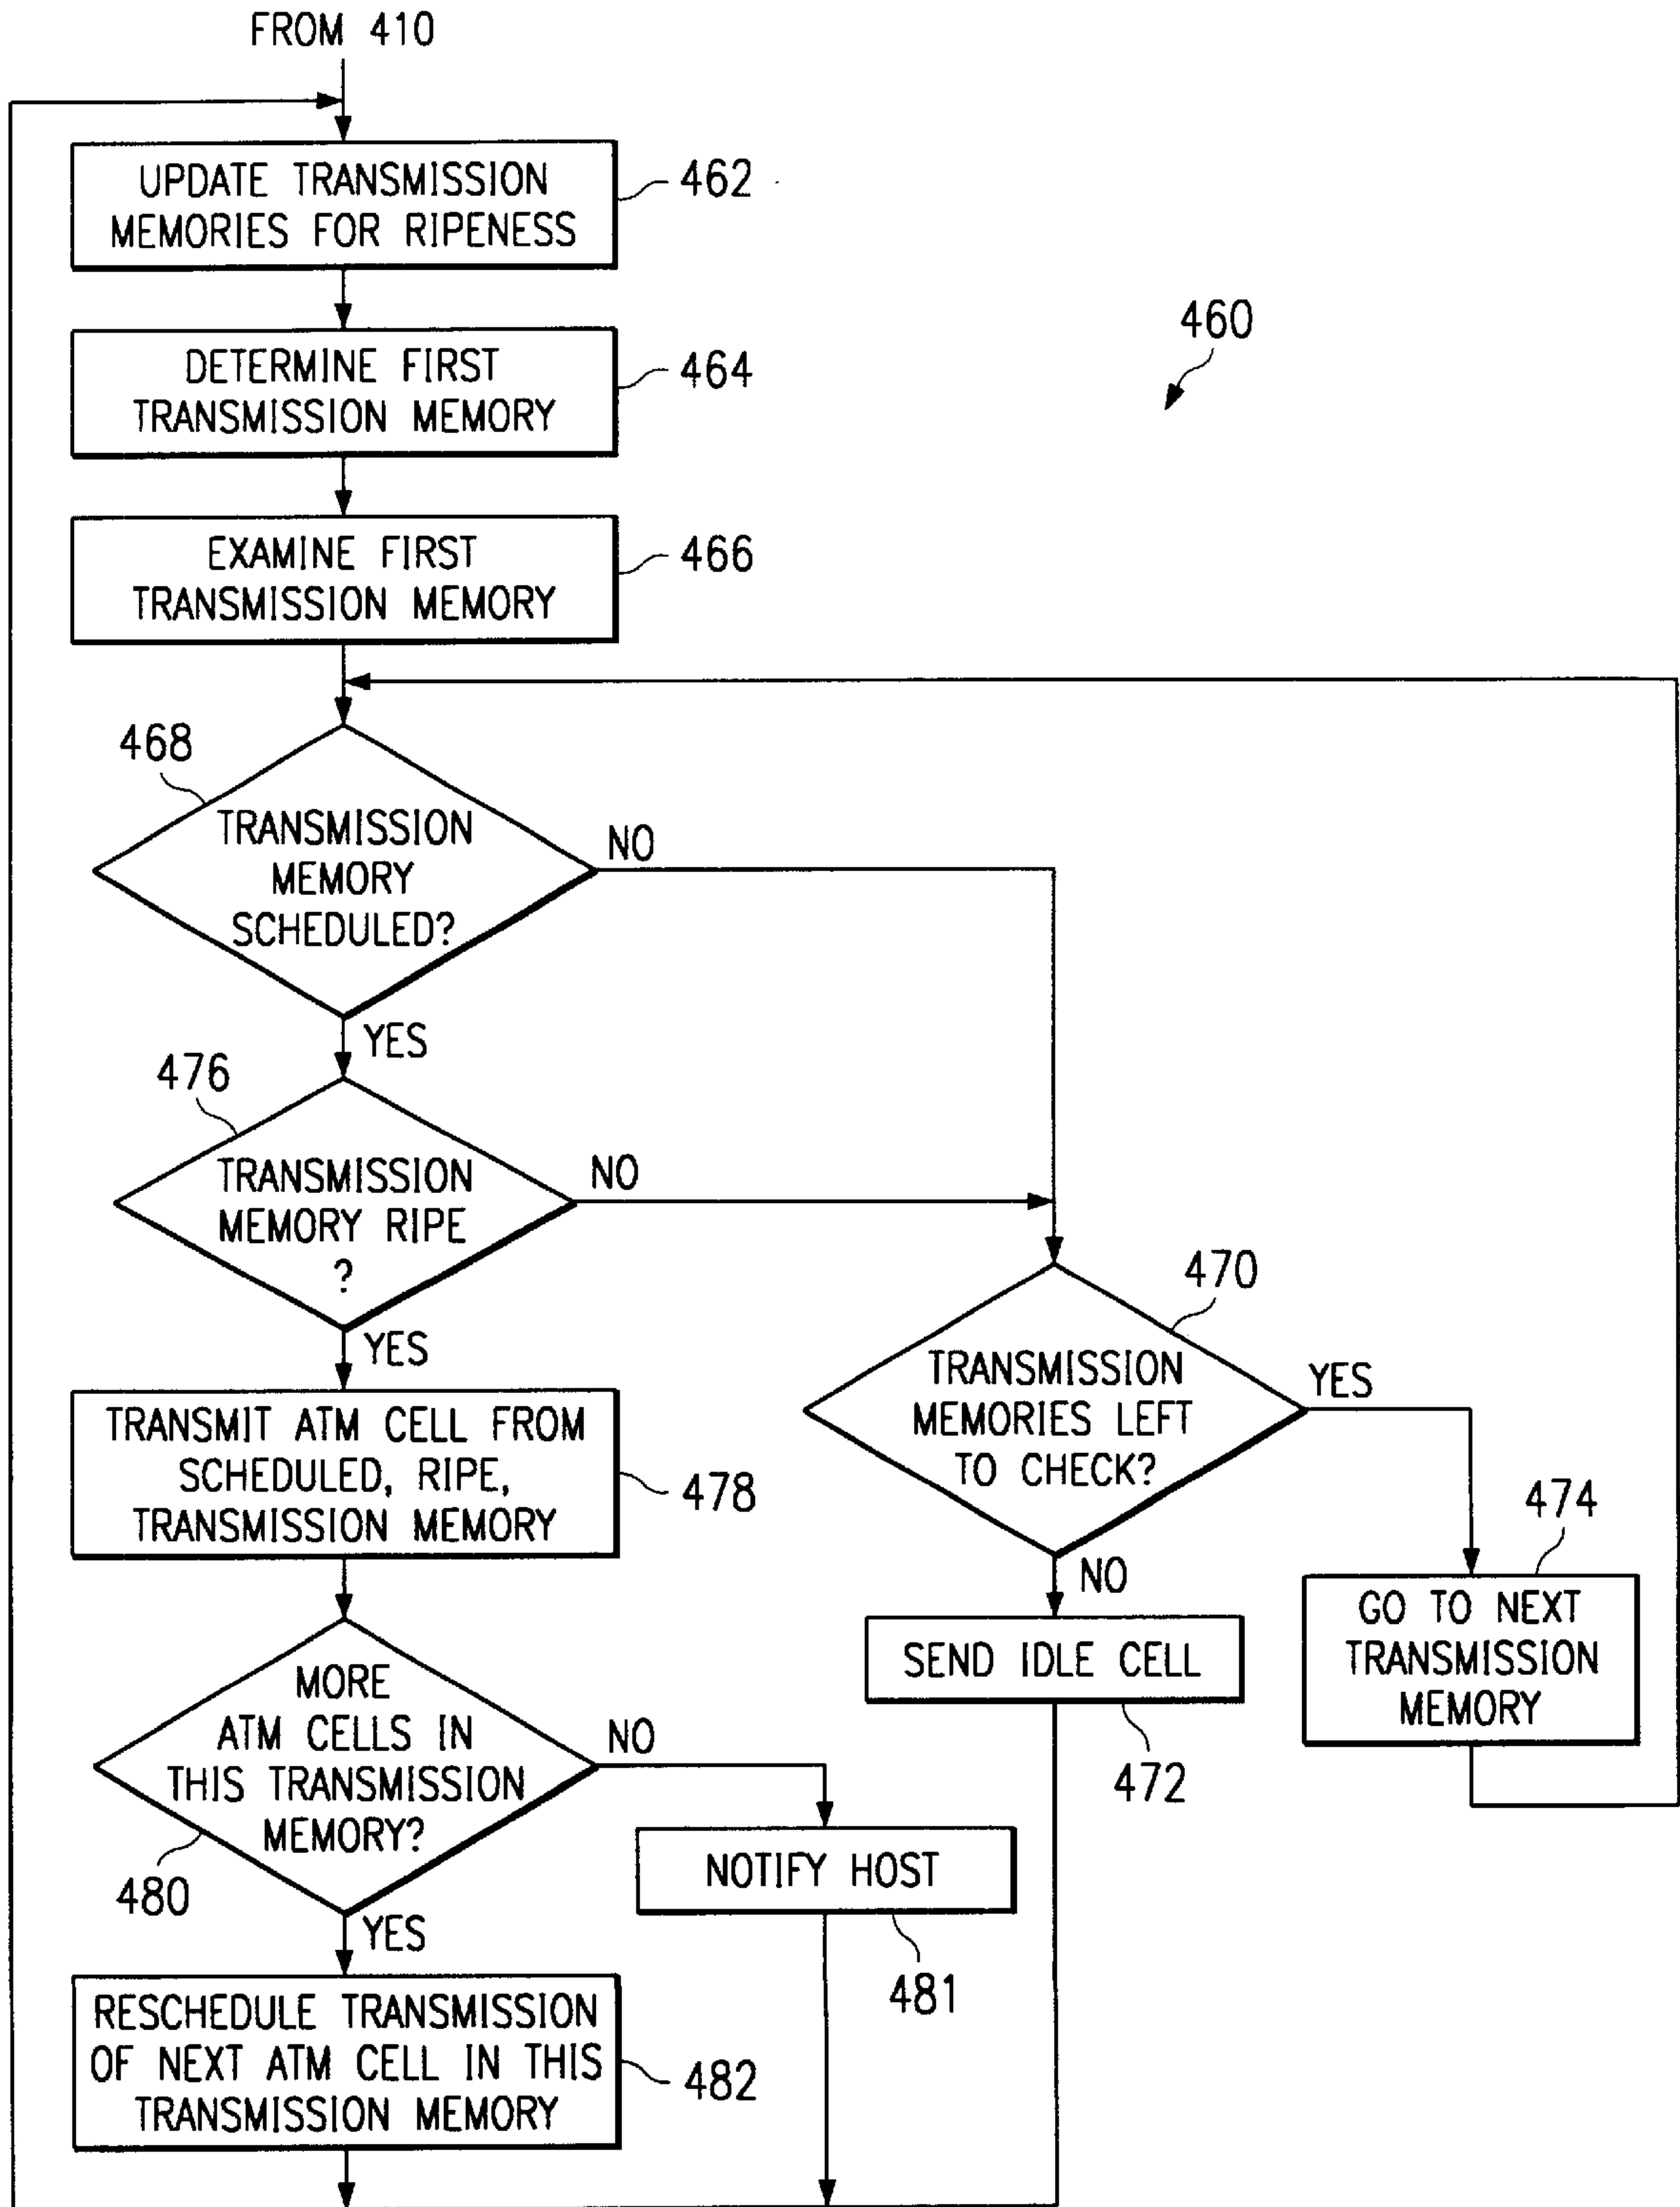 FROM 410
UPDATE TRANSMISSION
MEMORIES FOR RIPENESS
462
460
DETERMINE FIRST
TRANSMISSION MEMORY
464
EXAMINE FIRST
TRANSMISSION MEMORY
466
468
TRANSMISSION
MEMORY
SCHEDULED?
NO
YES
476
TRANSMISSION
MEMORY RIPE
?
NO
YES
470
TRANSMISSION
MEMORIES LEFT
TO CHECK?
YES
NO
474
GO TO NEXT
TRANSMISSION
MEMORY
SEND IDLE CELL
472
TRANSMIT ATM CELL FROM
SCHEDULED, RIPE,
TRANSMISSION MEMORY
478
MORE
ATM CELLS IN
THIS TRANSMISSION
MEMORY?
480
NO
YES
NOTIFY HOST
481
RESCHEDULE TRANSMISSION
OF NEXT ATM CELL IN THIS
TRANSMISSION MEMORY
482